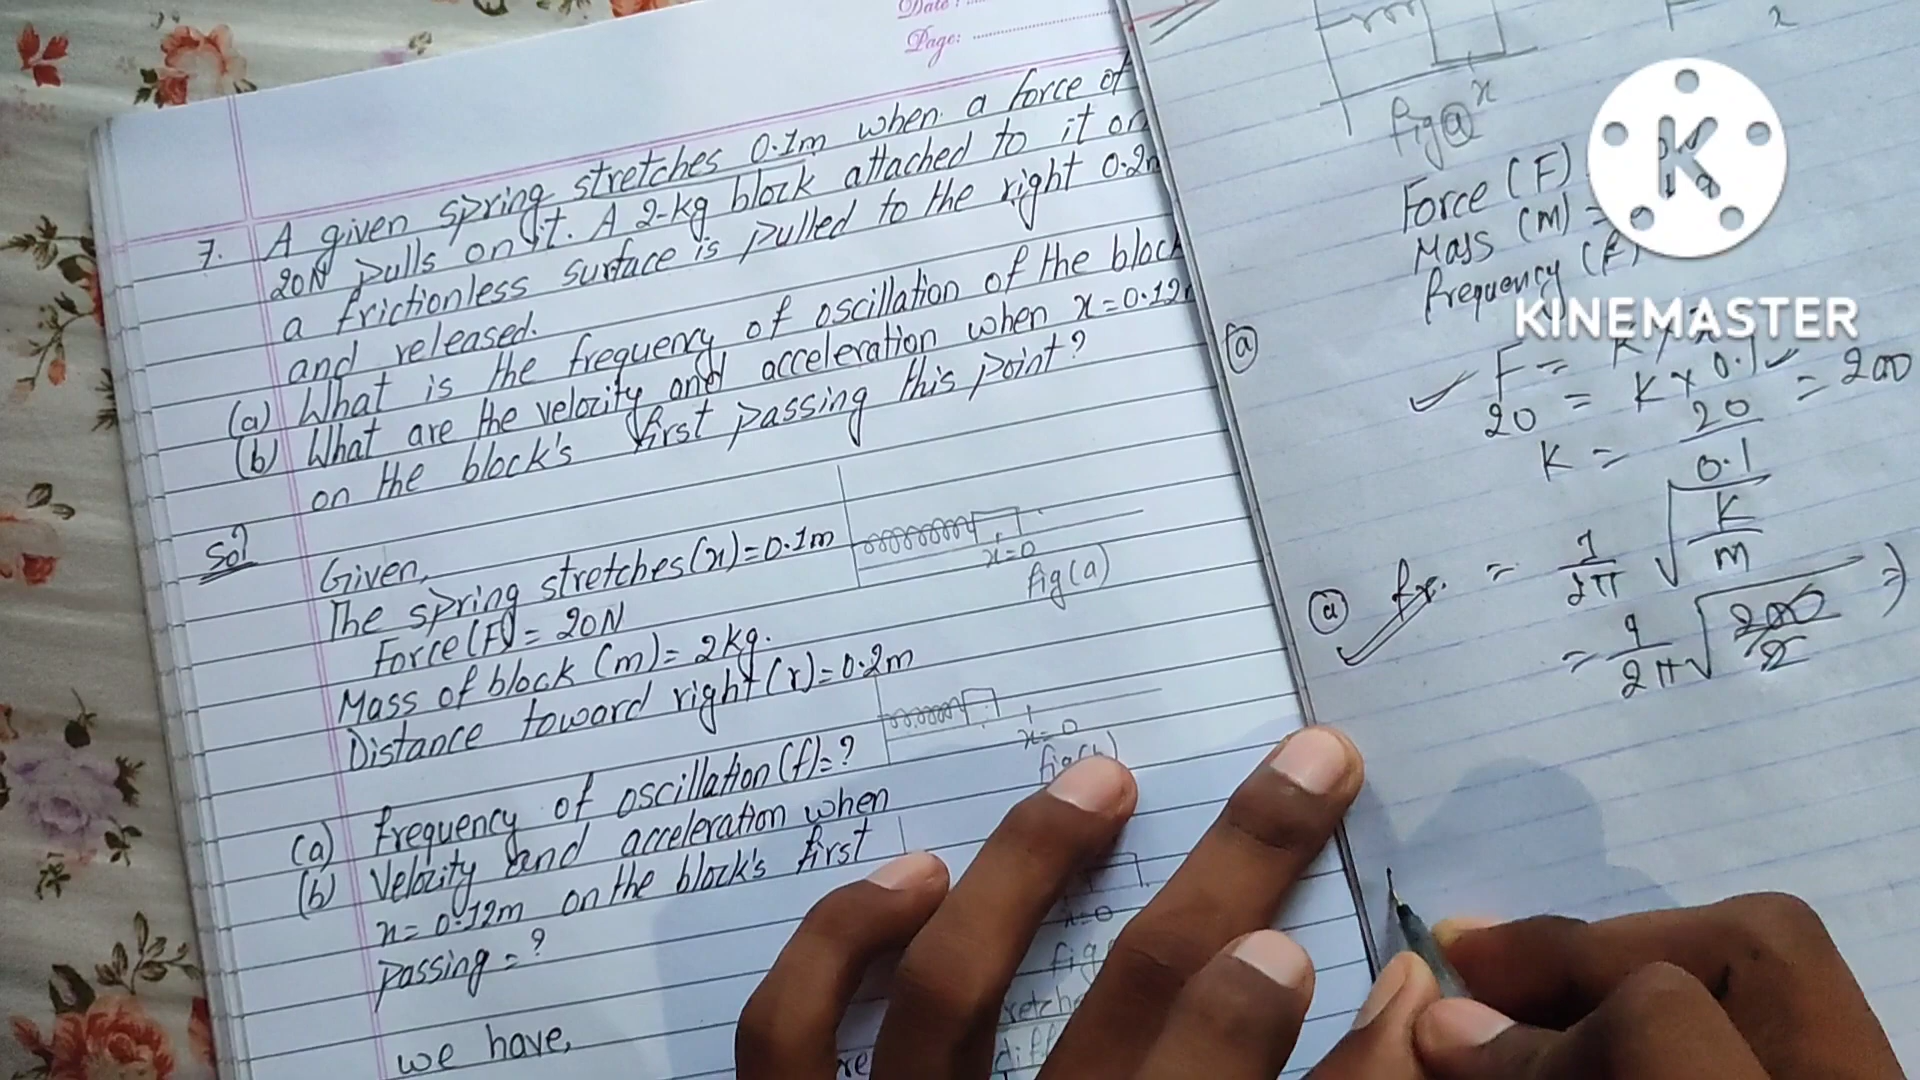 Date:
Page:
7. A given spring stretches 0.1m when a force of
20N pulls on it. A 2-kg block attached to it on
a frictionless surface is pulled to the right 0.2m
and released.
(a) What is the frequency of oscillation of the block
(b) What are the velocity and acceleration when x=0.12m
on the block's first passing this point?
Sol
Given,
The spring stretches(x)=0.1m
Force(F)=20N
Mass of block (m)=2kg.
Distance toward right(r)=0.2m
(a) frequency of oscillation(f)=?
(b) Velocity and acceleration when
x=0.12m on the block's first
passing=?
we have,
x=0
fig(a)
x=0
x=0
fig
x
x
fig(a)
Force (F)
Mass (m) =
frequency (f)
KINEMASTER
(a)
F =
20 = K x 0.1
K = 20/0.1 = 200
(a) fr. = 1/2π √K/m
= 1/2π √200/2 =>